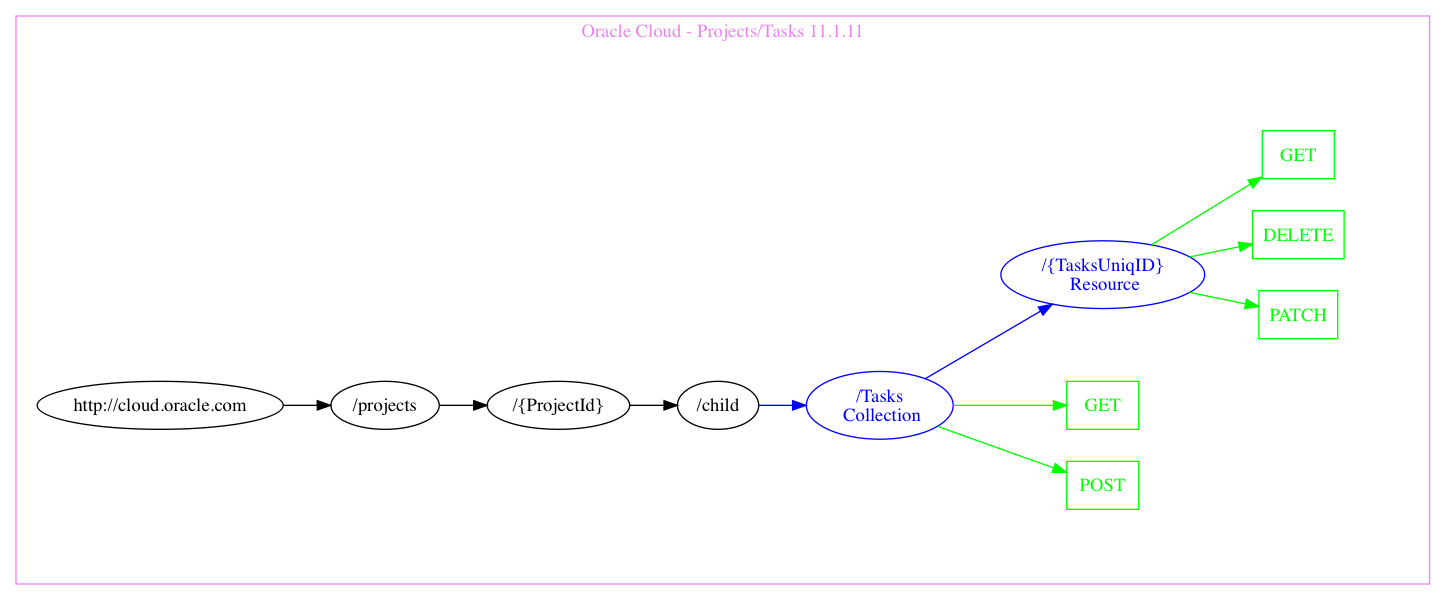 Oracle Cloud - Projects/Tasks 11.1.11
http://cloud.oracle.com
/projects
/{ProjectId}
/child
/Tasks
Collection
/{TasksUniqID}
Resource
GET
DELETE
PATCH
GET
POST